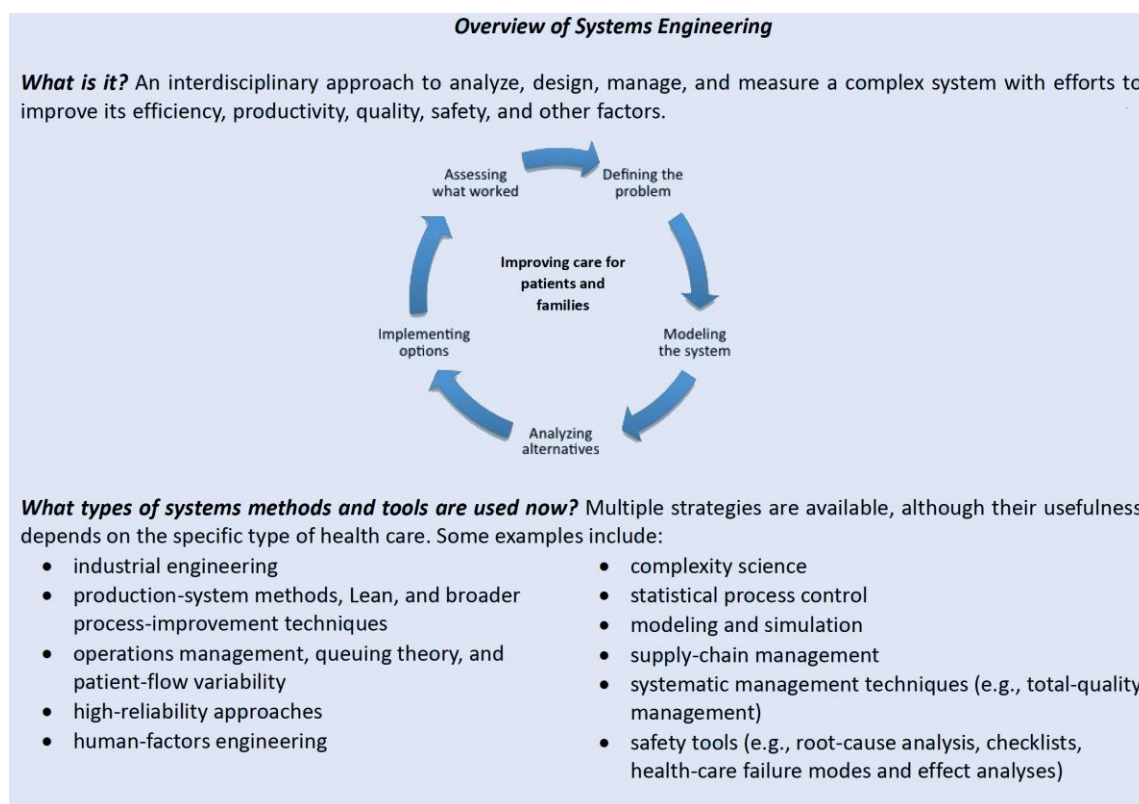 Overview of Systems Engineering
What is it? An interdisciplinary approach to analyze, design, manage, and measure a complex system with efforts to
improve its efficiency, productivity, quality, safety, and other factors.
Assessing
what worked
Defining the
problem
Improving care for
patients and
families
Implementing
options
Modeling
the system
Analyzing
alternatives
What types of systems methods and tools are used now? Multiple strategies are available, although their usefulness
depends on the specific type of health care. Some examples include:
• industrial engineering
• production-system methods, Lean, and broader
process-improvement techniques
• operations management, queuing theory, and
patient-flow variability
• high-reliability approaches
• human-factors engineering
• complexity science
• statistical process control
• modeling and simulation
• supply-chain management
• systematic management techniques (e.g., total-quality
management)
• safety tools (e.g., root-cause analysis, checklists,
health-care failure modes and effect analyses)